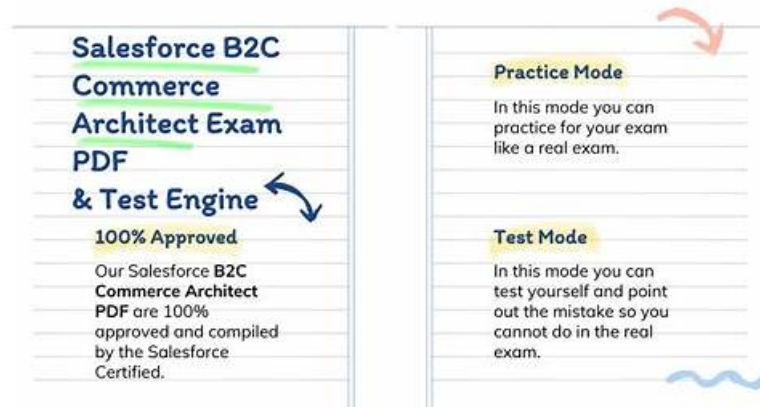 Salesforce B2C
Commerce
Architect Exam
PDF
& Test Engine
100% Approved
Our Salesforce B2C
Commerce Architect
PDF are 100%
approved and compiled
by the Salesforce
Certified.
Practice Mode
In this mode you can
practice for your exam
like a real exam.
Test Mode
In this mode you can
test yourself and point
out the mistake so you
cannot do in the real
exam.